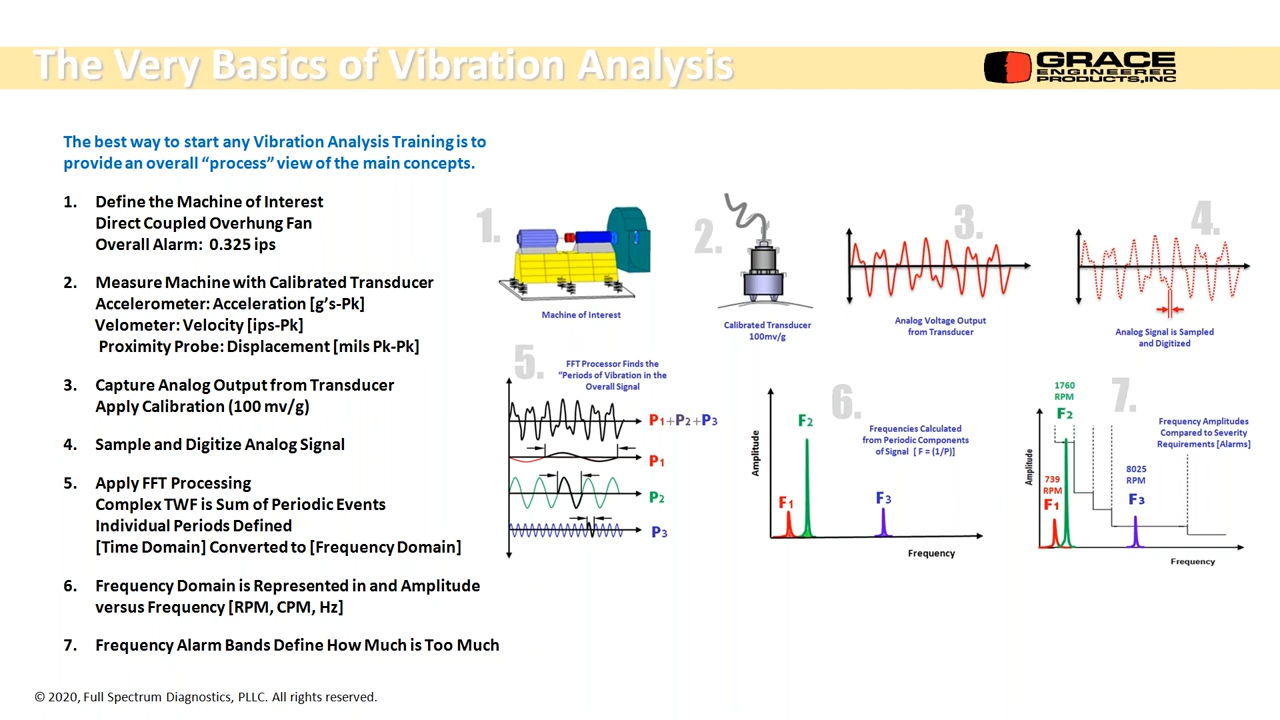 The Very Basics of Vibration Analysis
GRACE
ENGINEERED
PRODUCTS,INC
The best way to start any Vibration Analysis Training is to
provide an overall “process” view of the main concepts.
1. Define the Machine of Interest
Direct Coupled Overhung Fan
Overall Alarm: 0.325 ips
2. Measure Machine with Calibrated Transducer
Accelerometer: Acceleration [g’s-Pk]
Velometer: Velocity [ips-Pk]
Proximity Probe: Displacement [mils Pk-Pk]
3. Capture Analog Output from Transducer
Apply Calibration (100 mv/g)
4. Sample and Digitize Analog Signal
5. Apply FFT Processing
Complex TWF is Sum of Periodic Events
Individual Periods Defined
[Time Domain] Converted to [Frequency Domain]
6. Frequency Domain is Represented in and Amplitude
versus Frequency [RPM, CPM, Hz]
7. Frequency Alarm Bands Define How Much is Too Much
1.
Machine of Interest
2.
Calibrated Transducer
100mv/g
3.
Analog Voltage Output
from Transducer
4.
Analog Signal is Sampled
and Digitized
5.
FFT Processor Finds the
“Periods of Vibration in the
Overall Signal
P1+P2+P3
P1
P2
P3
6.
Frequencies Calculated
from Periodic Components
of Signal [ F = (1/P)]
Amplitude
F1
F2
F3
Frequency
7.
Frequency Amplitudes
Compared to Severity
Requirements [Alarms]
1760
RPM
F2
739
RPM
F1
8025
RPM
F3
Amplitude
Frequency
© 2020, Full Spectrum Diagnostics, PLLC. All rights reserved.